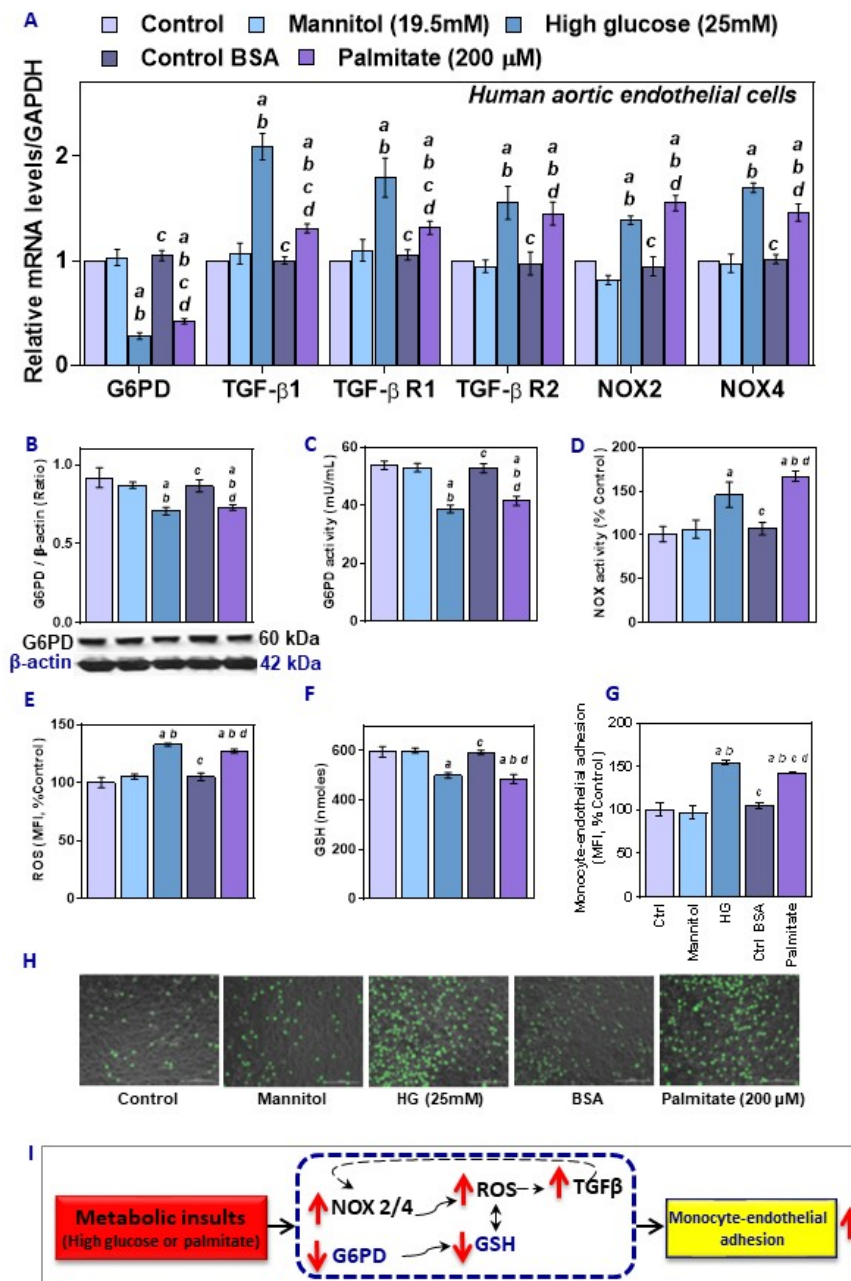 A
Control Mannitol (19.5mM) High glucose (25mM)
Control BSA Palmitate (200 µM)
Relative mRNA levels/GAPDH
Human aortic endothelial cells
2
1
0
a b
c
a b c d
a b
c
a b c d
a b
c
a b c d
a b
c
a b d
a b
c
a b d
a b
c
a b d
G6PD TGF-β1 TGF-β R1 TGF-β R2 NOX2 NOX4
B
G6PD / β-actin (Ratio)
1.0
0.5
0.0
a b
c
a b d
G6PD 60 kDa
β-actin 42 kDa
C
G6PD activity (mU/mL)
60
40
20
0
a b
c
a b d
D
NOX activity (% Control)
200
150
100
50
0
a
c
a b d
E
ROS (MFI, %Control)
150
100
50
0
a b
c
a b d
F
GSH (nmoles)
600
400
200
0
a
c
a b d
G
Monocyte-endothelial adhesion
(MFI, % Control)
200
150
100
50
0
a b
c
a b c d
Ctrl
Mannitol
HG
Ctrl BSA
Palmitate
H
Control Mannitol HG (25mM) BSA Palmitate (200 µM)
I
Metabolic insults
(High glucose or palmitate)
NOX 2/4 ROS TGFβ
G6PD GSH
Monocyte-endothelial
adhesion